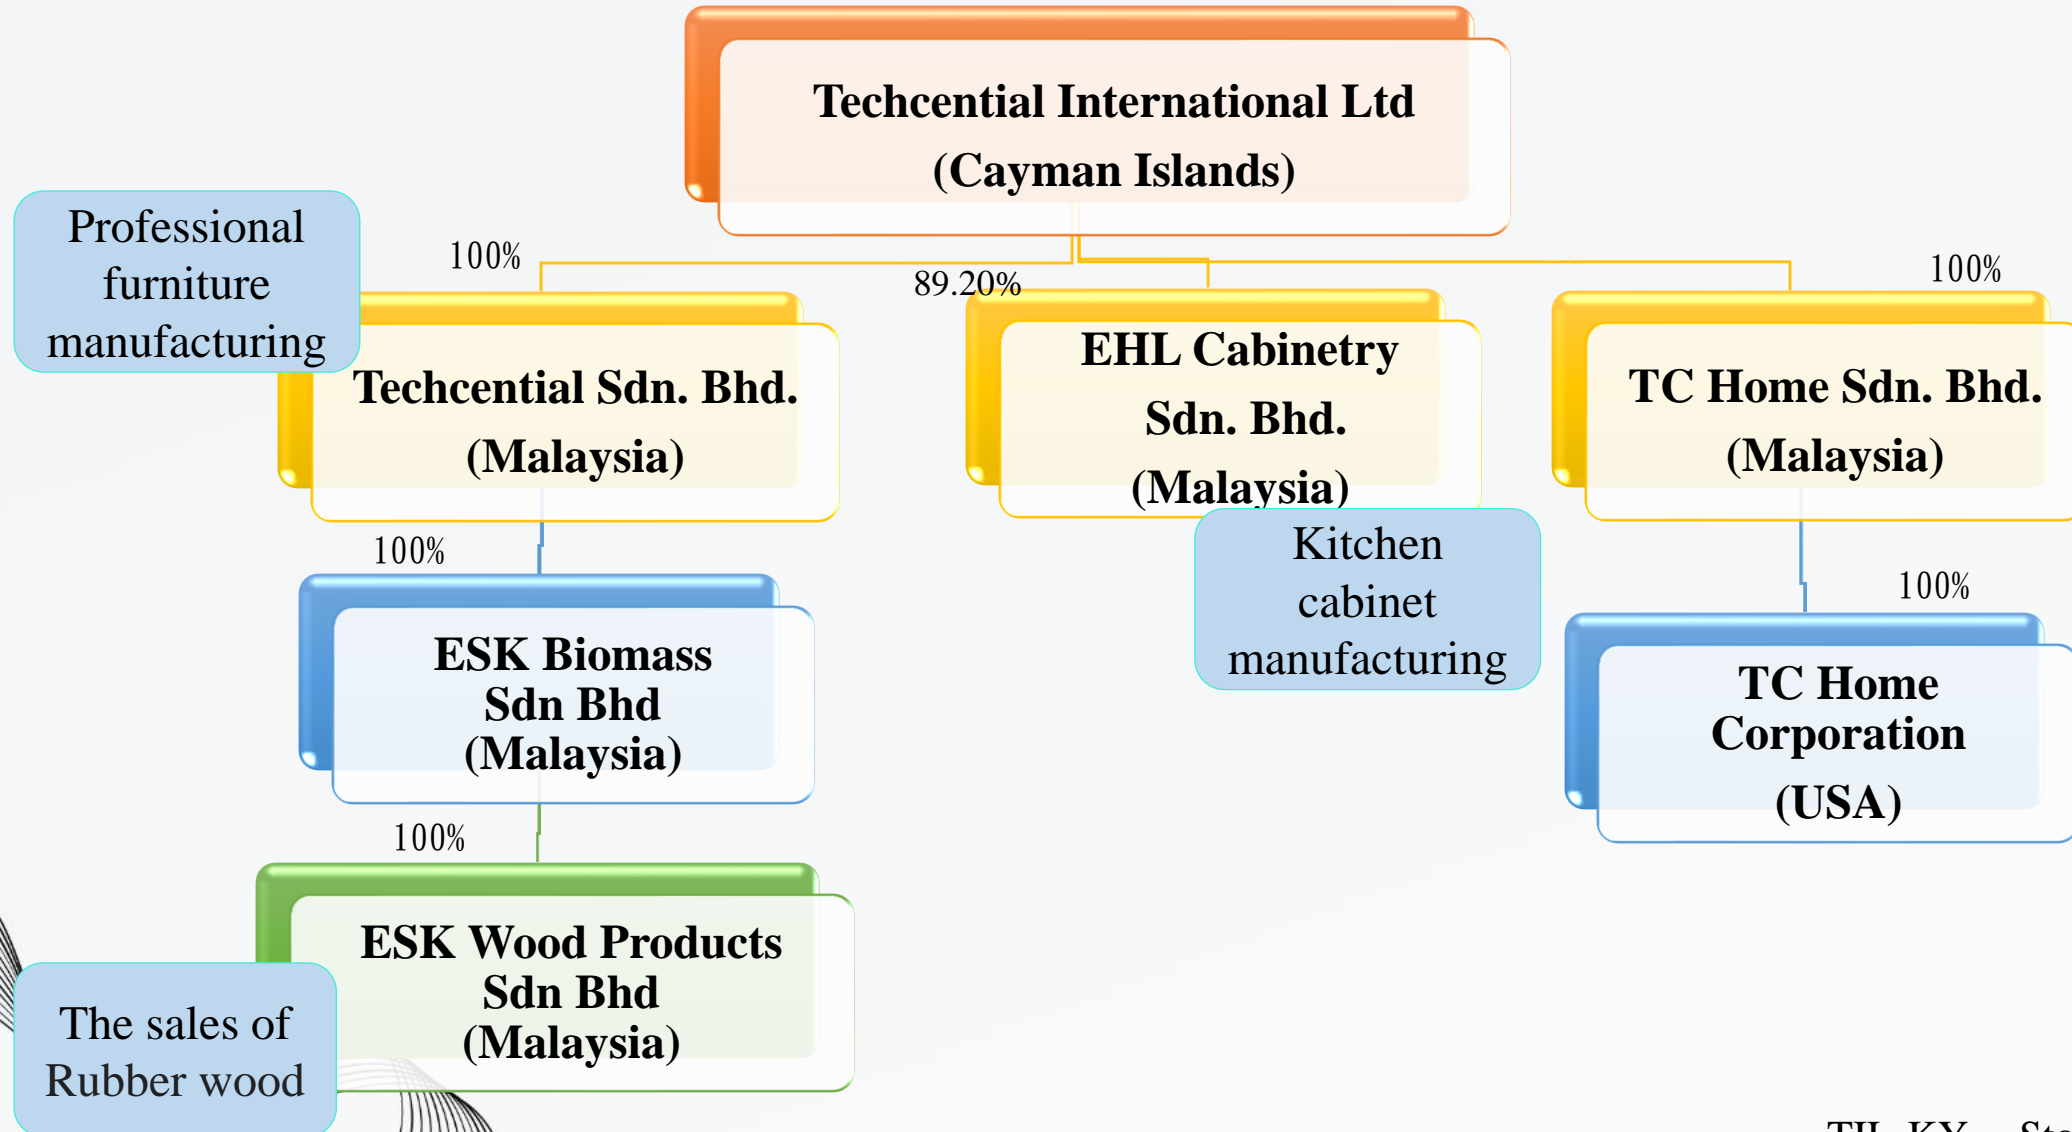 Techcential International Ltd
(Cayman Islands)
Professional
furniture
manufacturing
100%
89.20%
100%
Techcential Sdn. Bhd.
(Malaysia)
EHL Cabinetry
Sdn. Bhd.
(Malaysia)
TC Home Sdn. Bhd.
(Malaysia)
Kitchen
cabinet
manufacturing
100%
100%
ESK Biomass
Sdn Bhd
(Malaysia)
TC Home
Corporation
(USA)
100%
ESK Wood Products
Sdn Bhd
(Malaysia)
The sales of
Rubber wood